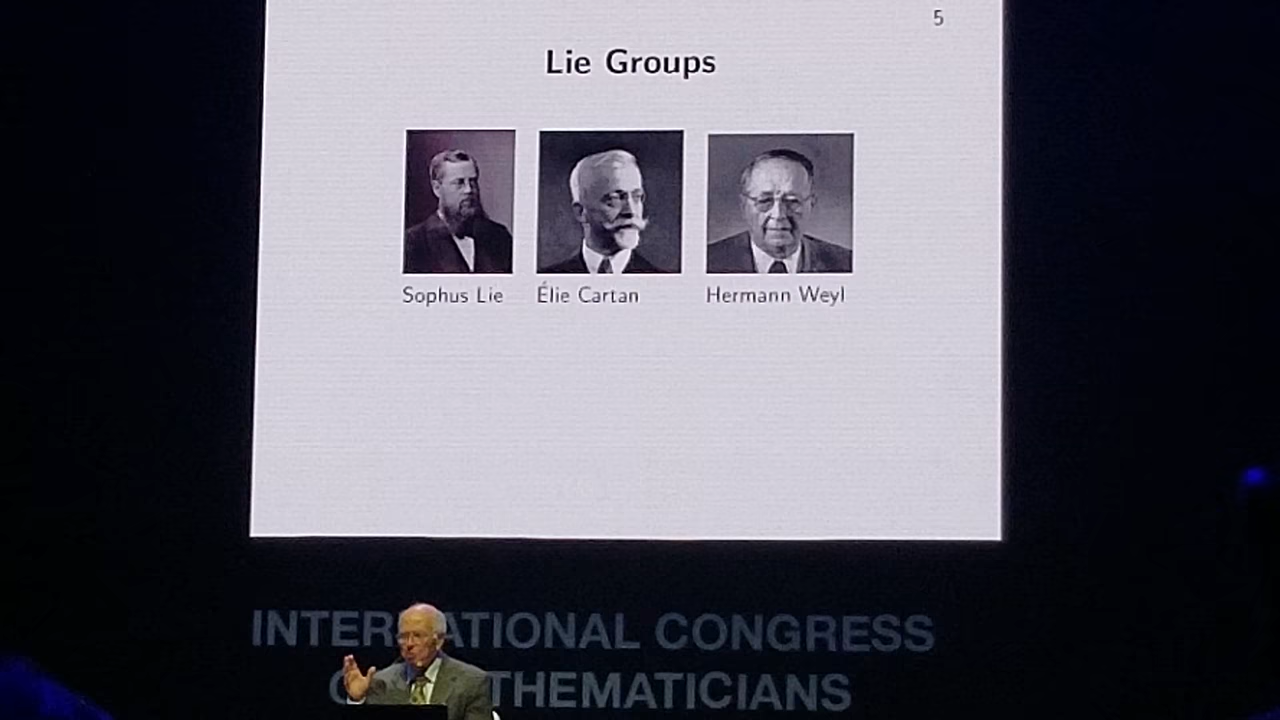 5
Lie Groups
Sophus Lie Élie Cartan Hermann Weyl
INTER ATIONAL CONGRESS
THEMATICIANS